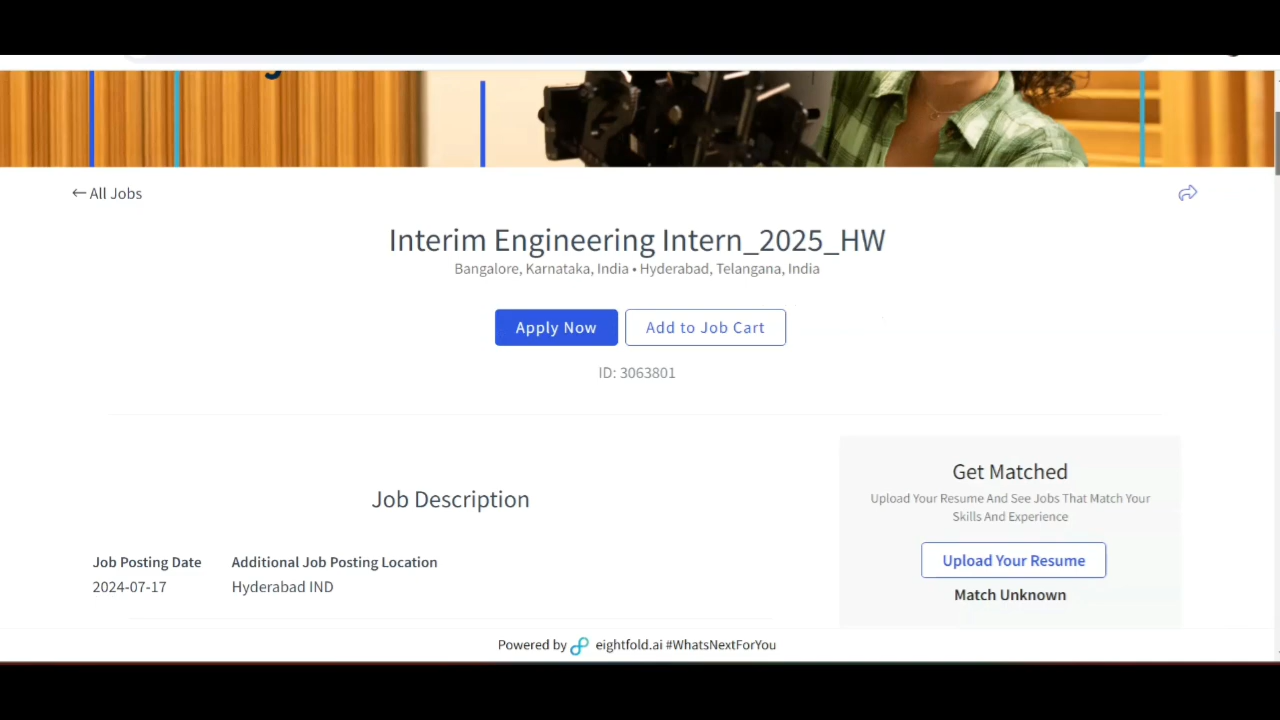 ← All Jobs
Interim Engineering Intern_2025_HW
Bangalore, Karnataka, India • Hyderabad, Telangana, India
Apply Now
Add to Job Cart
ID: 3063801
Job Description
Job Posting Date
2024-07-17
Additional Job Posting Location
Hyderabad IND
Get Matched
Upload Your Resume And See Jobs That Match Your
Skills And Experience
Upload Your Resume
Match Unknown
Powered by eightfold.ai #WhatsNextForYou